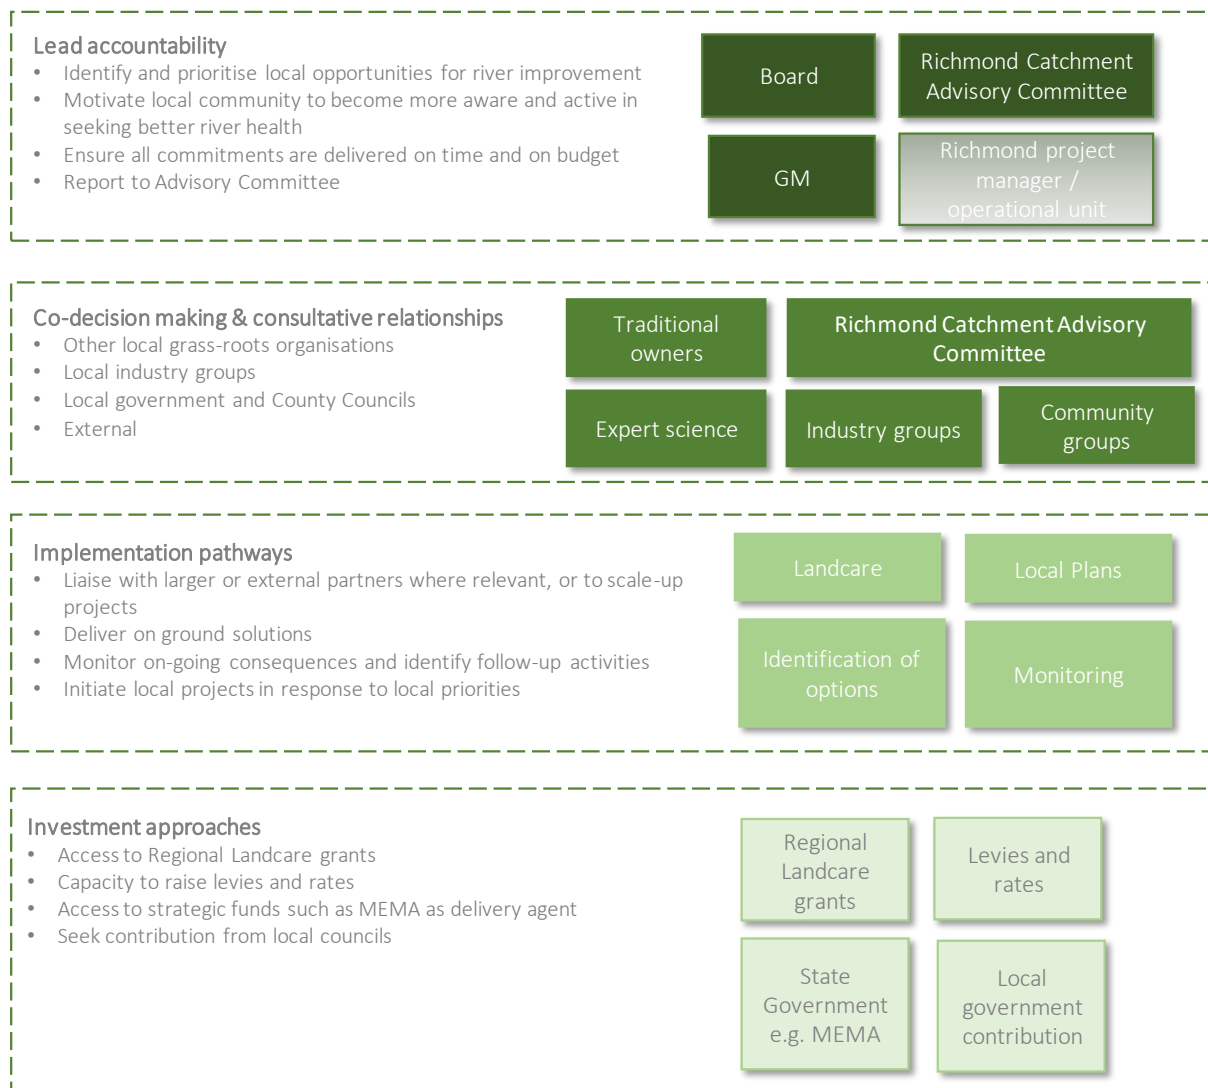 Lead accountability
• Identify and prioritise local opportunities for river improvement
• Motivate local community to become more aware and active in
seeking better river health
• Ensure all commitments are delivered on time and on budget
• Report to Advisory Committee
Board
Richmond Catchment
Advisory Committee
GM
Richmond project
manager /
operational unit
Co-decision making & consultative relationships
• Other local grass-roots organisations
• Local industry groups
• Local government and County Councils
• External
Traditional
owners
Richmond Catchment Advisory
Committee
Expert science
Industry groups
Community
groups
Implementation pathways
• Liaise with larger or external partners where relevant, or to scale-up
projects
• Deliver on ground solutions
• Monitor on-going consequences and identify follow-up activities
• Initiate local projects in response to local priorities
Landcare
Local Plans
Identification of
options
Monitoring
Investment approaches
• Access to Regional Landcare grants
• Capacity to raise levies and rates
• Access to strategic funds such as MEMA as delivery agent
• Seek contribution from local councils
Regional
Landcare
grants
Levies and
rates
State
Government
e.g. MEMA
Local
government
contribution